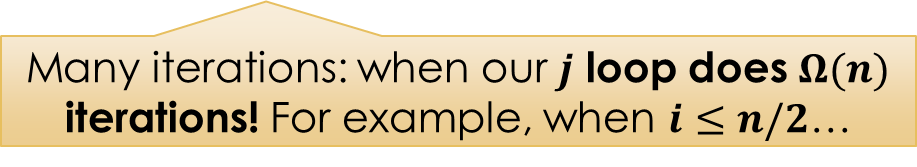 Many iterations: when our j loop does Ω(n)
iterations! For example, when i ≤ n/2…